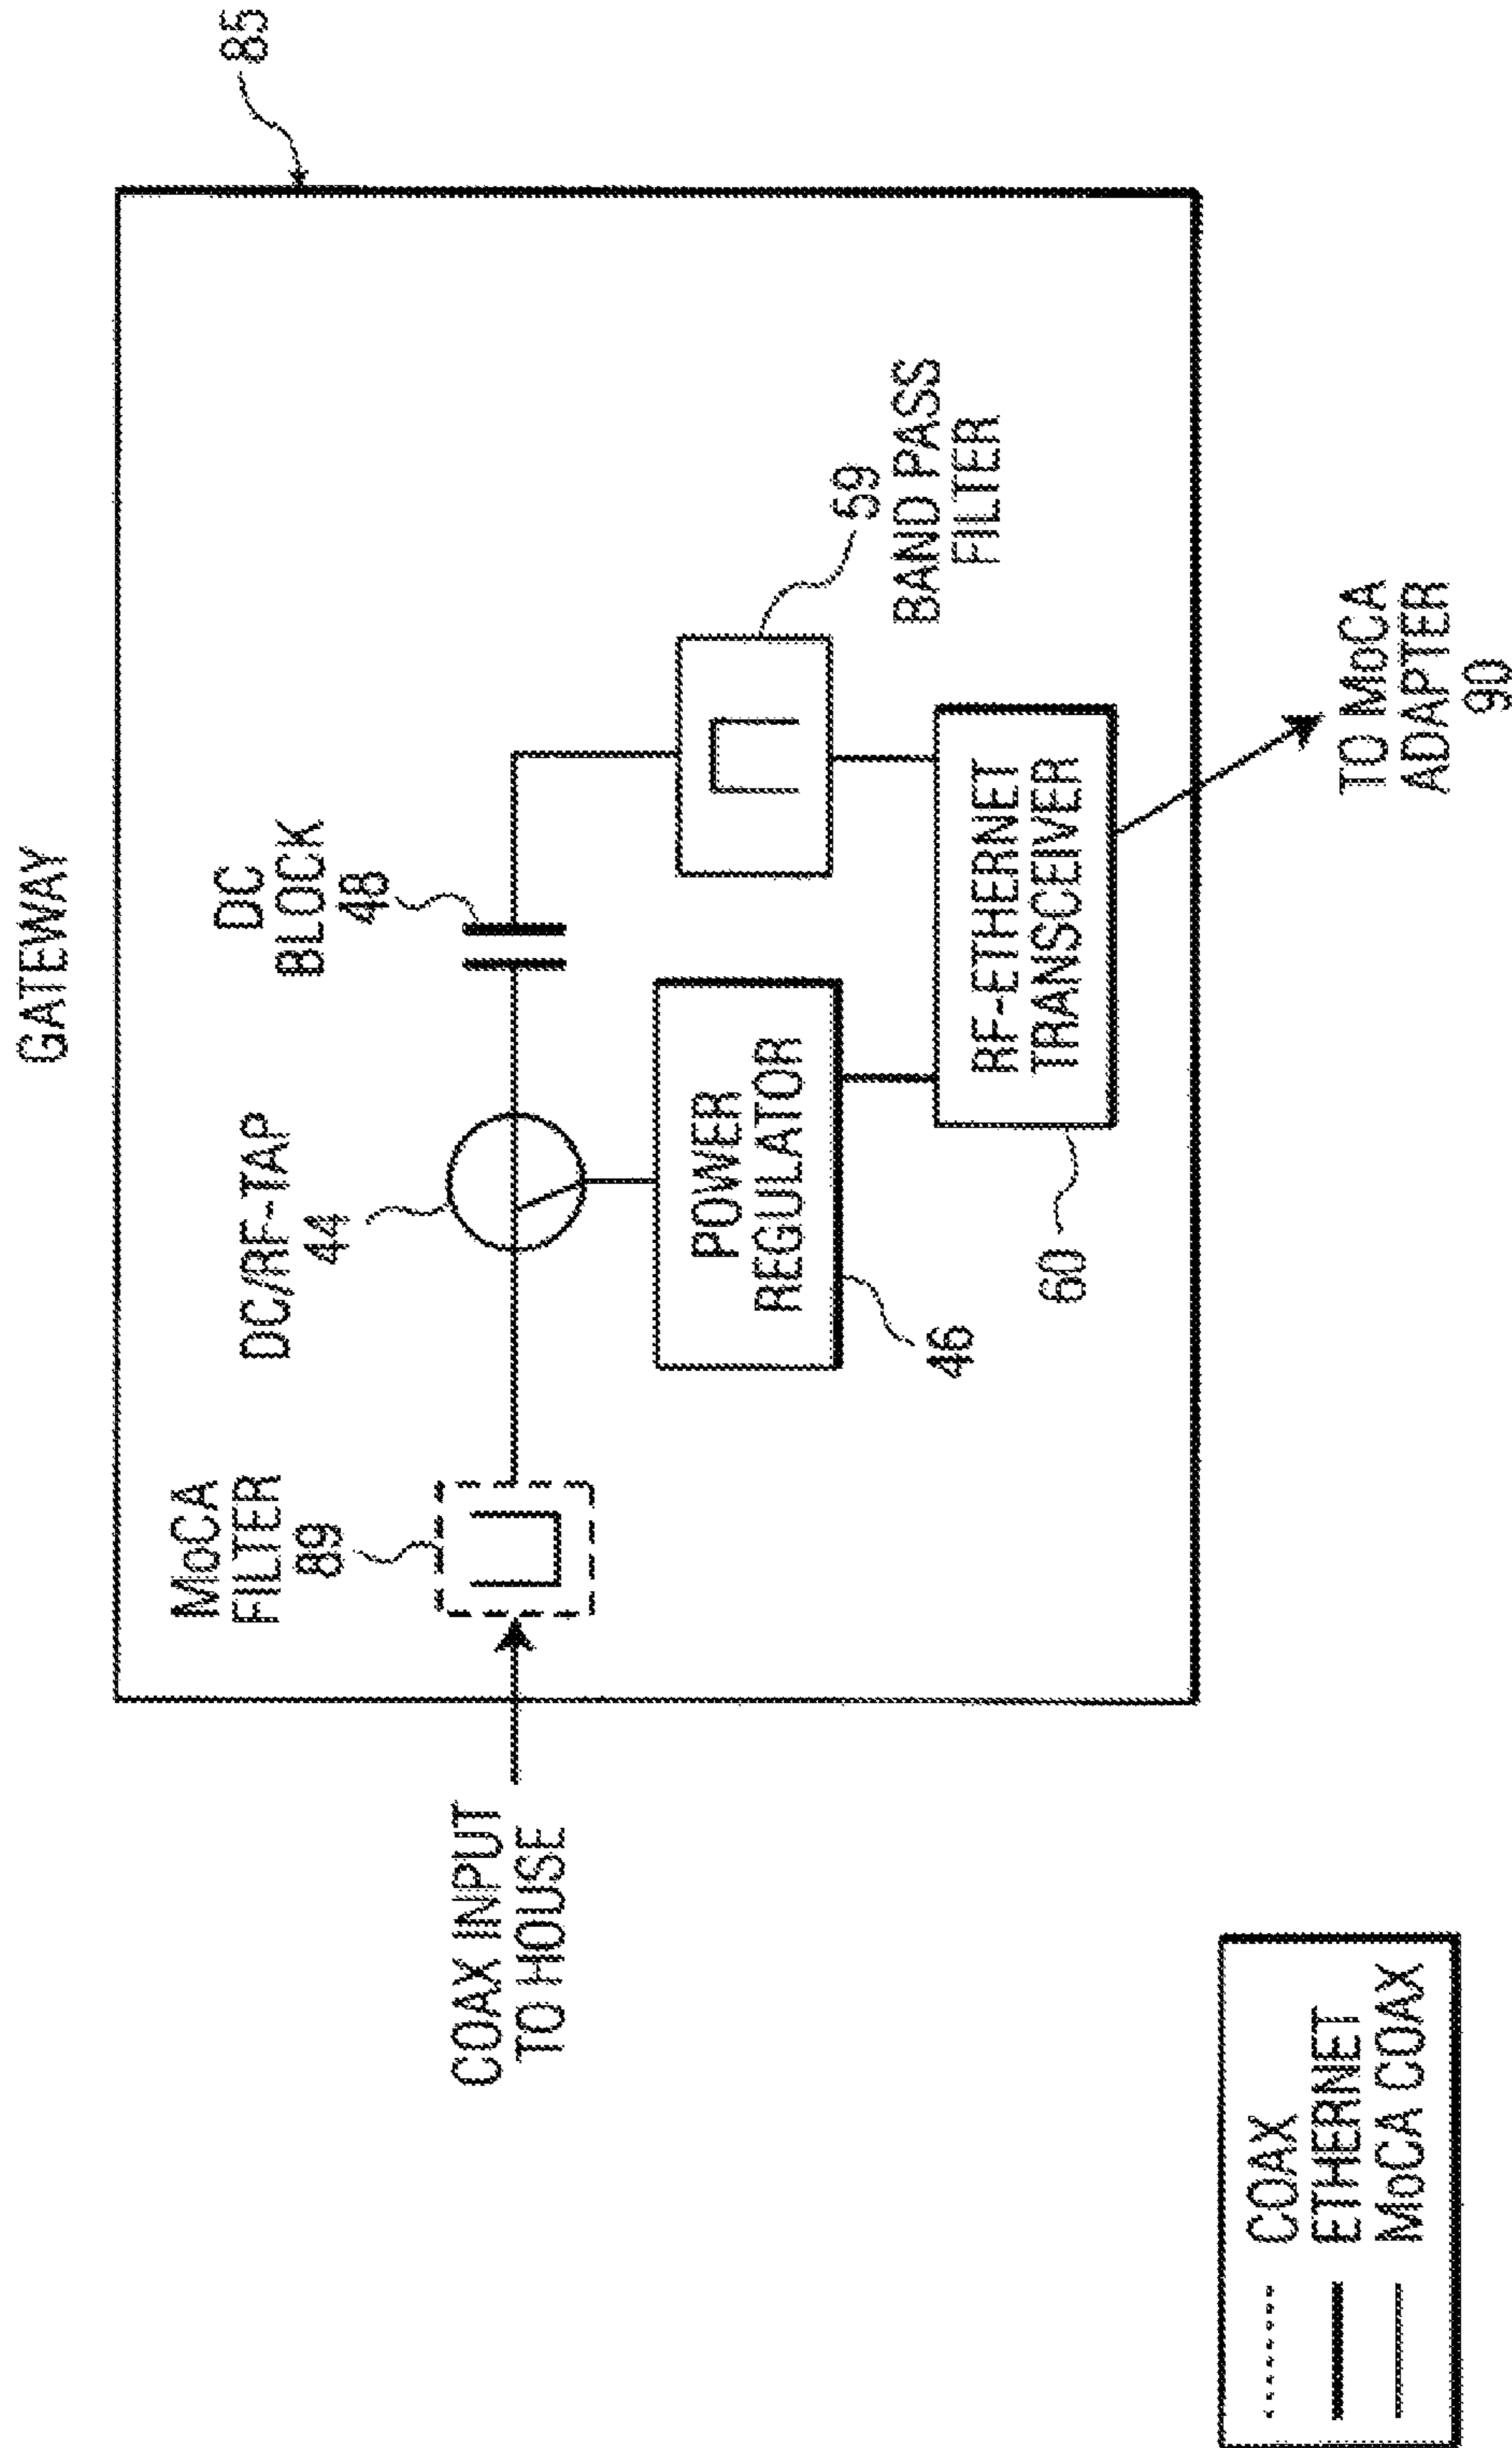 GATEWAY
85
MoCA
FILTER
89
DC/RF-TAP
44
DC
BLOCK
48
COAX INPUT
TO HOUSE
POWER
REGULATOR
46
59
BAND PASS
FILTER
RF-ETHERNET
TRANSCEIVER
60
TO MoCA
ADAPTER
90
COAX
ETHERNET
MoCA COAX